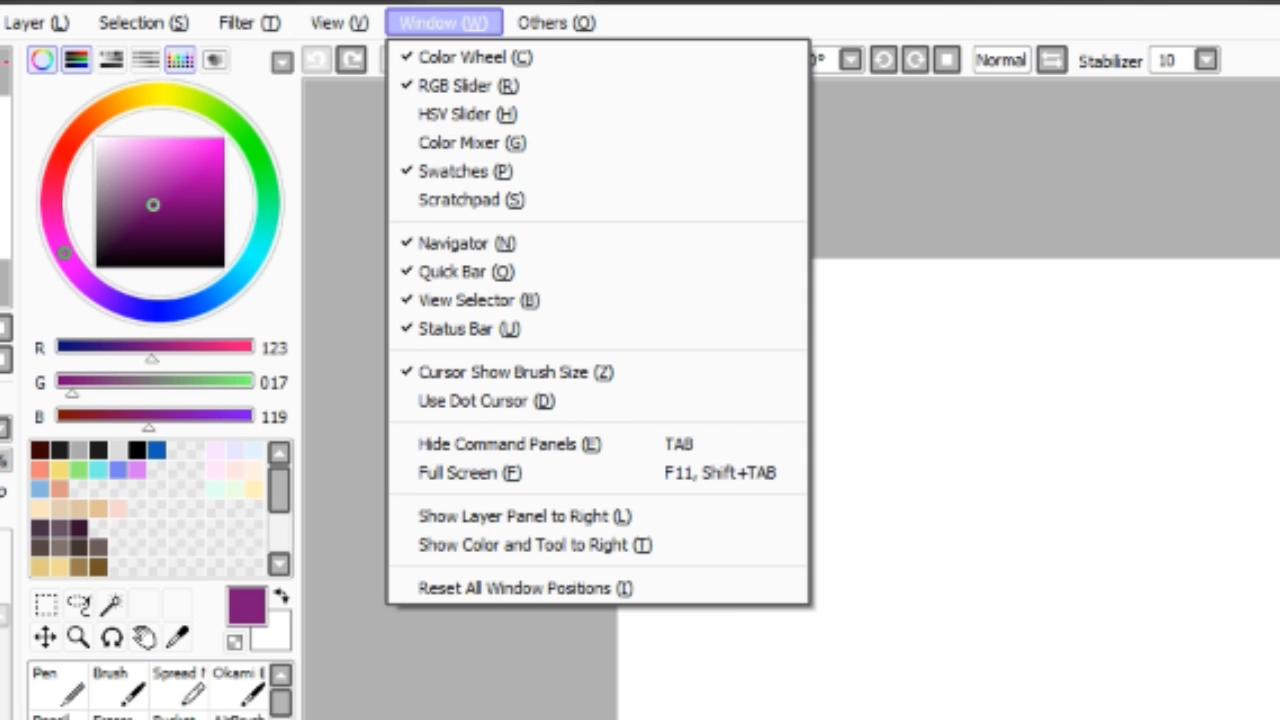 Layer (L) Selection (S) Filter (T) View (V) Window (W) Others (O)
Normal Stabilizer 10
Color Wheel (C)
RGB Slider (R)
HSV Slider (H)
Color Mixer (G)
Swatches (P)
Scratchpad (S)
Navigator (N)
Quick Bar (Q)
View Selector (B)
Status Bar (U)
Cursor Show Brush Size (Z)
Use Dot Cursor (D)
Hide Command Panels (E) TAB
Full Screen (F) F11, Shift+TAB
Show Layer Panel to Right (L)
Show Color and Tool to Right (T)
Reset All Window Positions (I)
R 123
G 017
B 119
Pen Brush Spread Okami